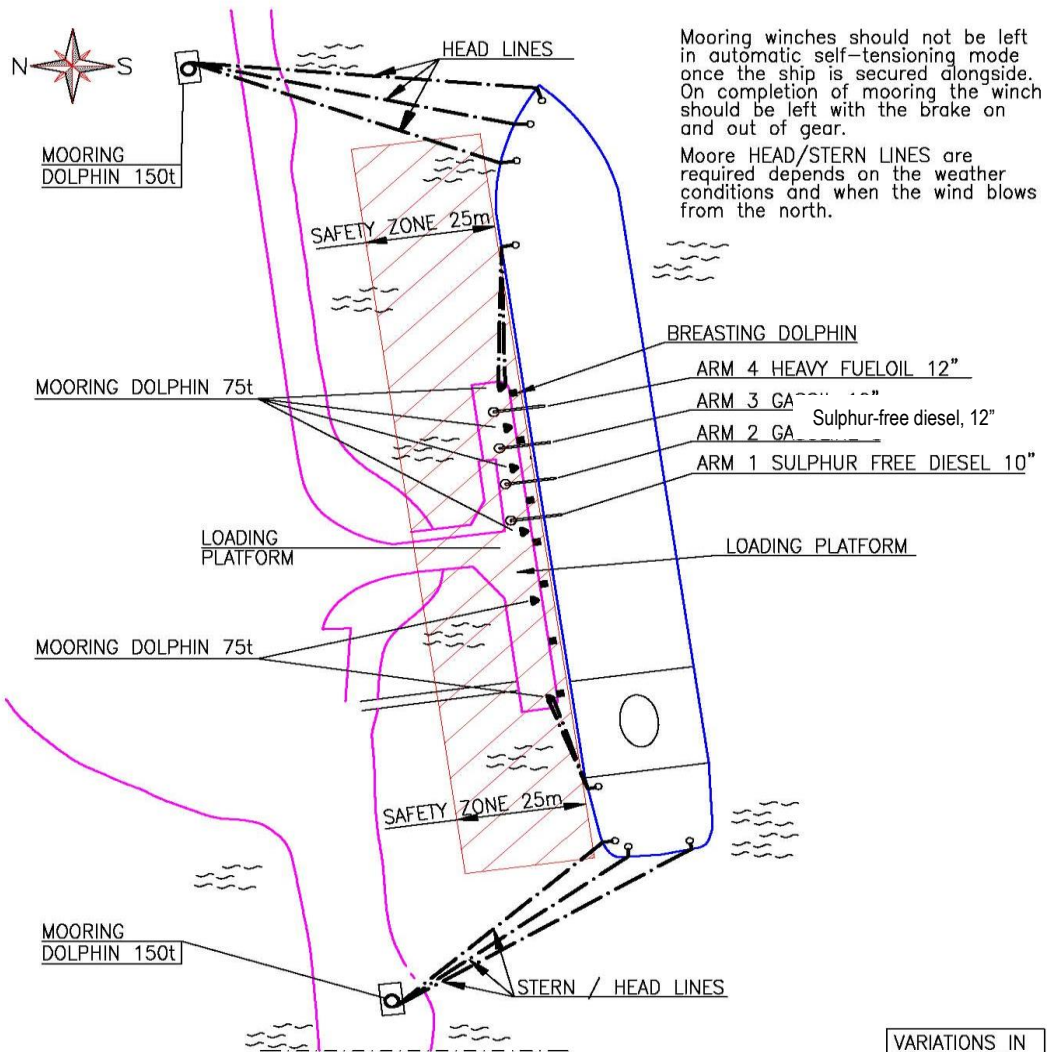 N S
HEAD LINES
Mooring winches should not be left
in automatic self-tensioning mode
once the ship is secured alongside.
On completion of mooring the winch
should be left with the brake on
and out of gear.
Moore HEAD/STERN LINES are
required depends on the weather
conditions and when the wind blows
from the north.
MOORING
DOLPHIN 150t
SAFETY ZONE 25m
BREASTING DOLPHIN
ARM 4 HEAVY FUELOIL 12”
MOORING DOLPHIN 75t
ARM 3
Sulphur-free diesel, 12”
ARM 2
ARM 1 SULPHUR FREE DIESEL 10”
LOADING
PLATFORM
LOADING PLATFORM
MOORING DOLPHIN 75t
SAFETY ZONE 25m
MOORING
DOLPHIN 150t
STERN / HEAD LINES
VARIATIONS IN